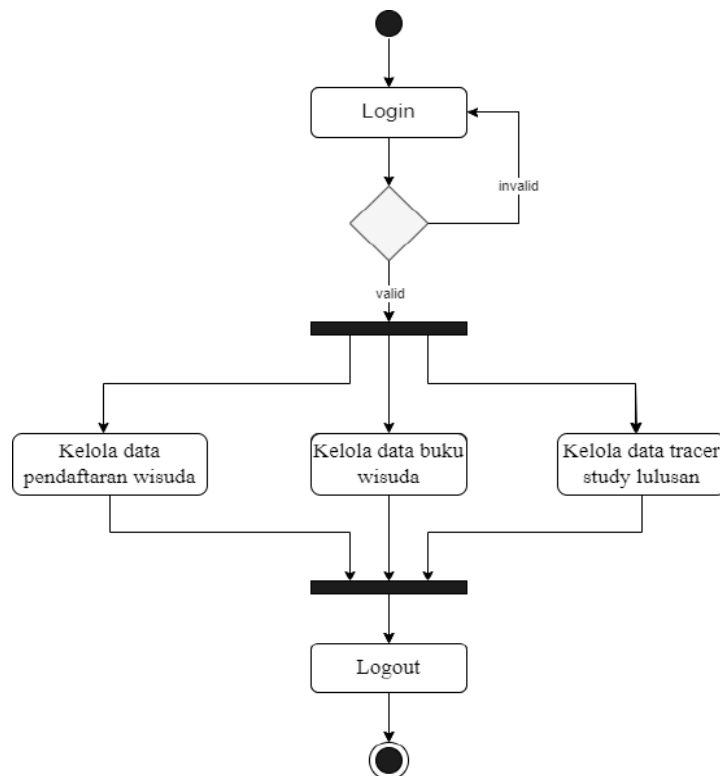 Login
invalid
valid
Kelola data
pendaftaran wisuda
Kelola data buku
wisuda
Kelola data tracer
study lulusan
Logout